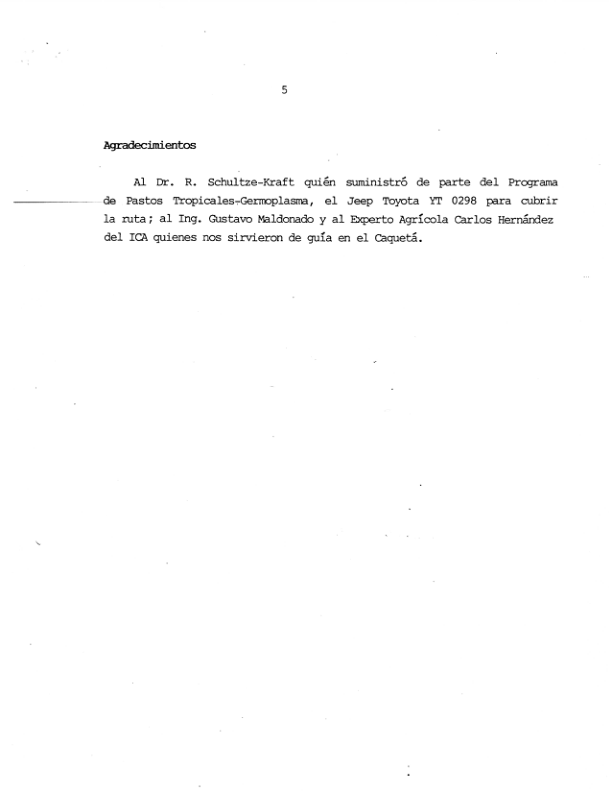 5
Agradecimientos
Al Dr. R. Schultze-Kraft quién suministró de parte del Programa
de Pastos Tropicales-Germoplasma, el Jeep Toyota YT 0298 para cubrir
la ruta; al Ing. Gustavo Maldonado y al Experto Agrícola Carlos Hernández
del ICA quienes nos sirvieron de guía en el Caquetá.